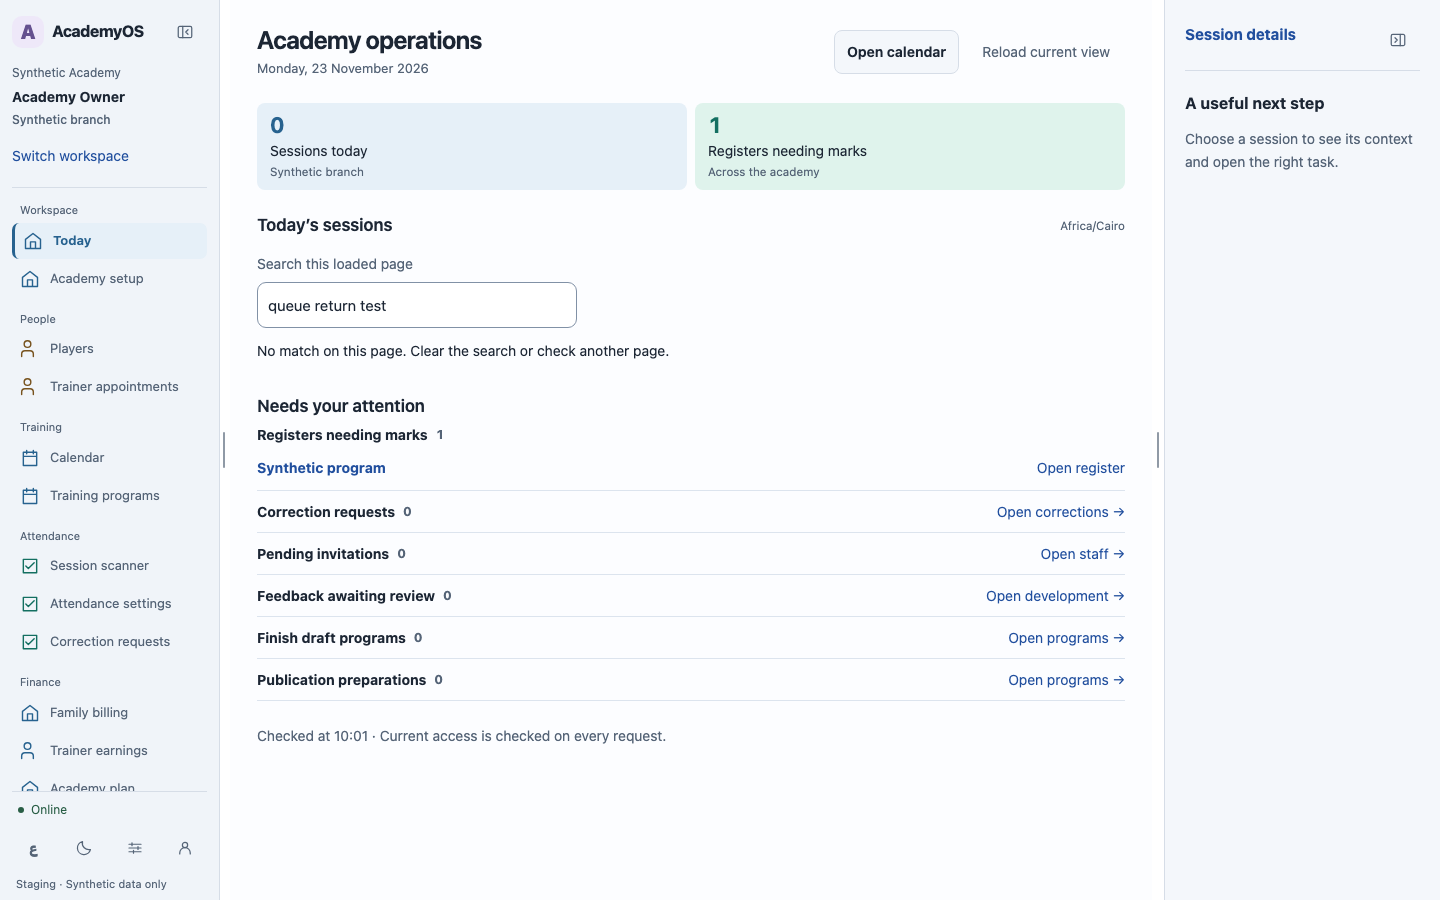 A AcademyOS
Synthetic Academy
Academy Owner
Synthetic branch
Switch workspace
Workspace
Today
Academy setup
People
Players
Trainer appointments
Training
Calendar
Training programs
Attendance
Session scanner
Attendance settings
Correction requests
Finance
Family billing
Trainer earnings
Academy plan
Online
ع
Staging · Synthetic data only
Academy operations
Monday, 23 November 2026
Open calendar
Reload current view
0
Sessions today
Synthetic branch
1
Registers needing marks
Across the academy
Today’s sessions
Africa/Cairo
Search this loaded page
queue return test
No match on this page. Clear the search or check another page.
Needs your attention
Registers needing marks 1
Synthetic program Open register
Correction requests 0 Open corrections →
Pending invitations 0 Open staff →
Feedback awaiting review 0 Open development →
Finish draft programs 0 Open programs →
Publication preparations 0 Open programs →
Checked at 10:01 · Current access is checked on every request.
Session details
A useful next step
Choose a session to see its context
and open the right task.